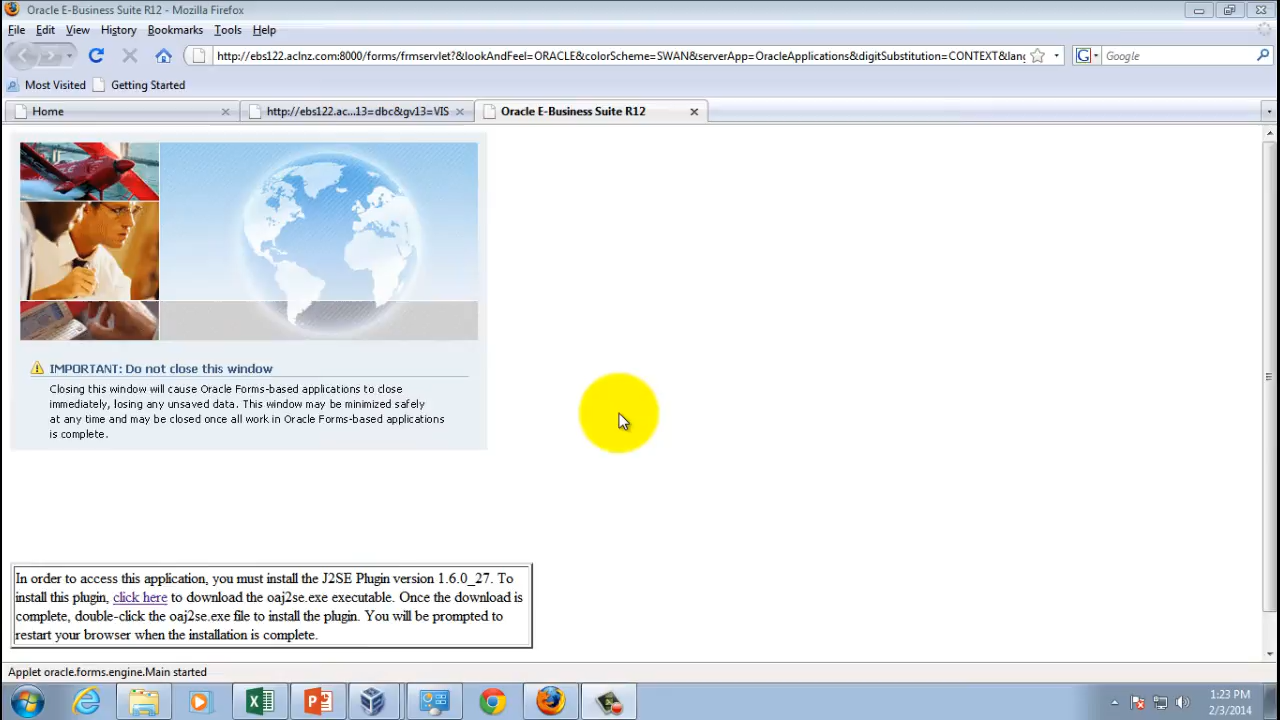 Oracle E-Business Suite R12 - Mozilla Firefox
File Edit View History Bookmarks Tools Help
http://ebs122.aclnz.com:8000/forms/frmservlet?&lookAndFeel=ORACLE&colorScheme=SWAN&serverApp=OracleApplications&digitSubstitution=CONTEXT&lang
Google
Most Visited Getting Started
Home http://ebs122.ac...13=dbc&gv13=VIS Oracle E-Business Suite R12
IMPORTANT: Do not close this window
Closing this window will cause Oracle Forms-based applications to close
immediately, losing any unsaved data. This window may be minimized safely
at any time and may be closed once all work in Oracle Forms-based applications
is complete.
In order to access this application, you must install the J2SE Plugin version 1.6.0_27. To
install this plugin, click here to download the oaj2se.exe executable. Once the download is
complete, double-click the oaj2se.exe file to install the plugin. You will be prompted to
restart your browser when the installation is complete.
Applet oracle.forms.engine.Main started
1:23 PM
2/3/2014